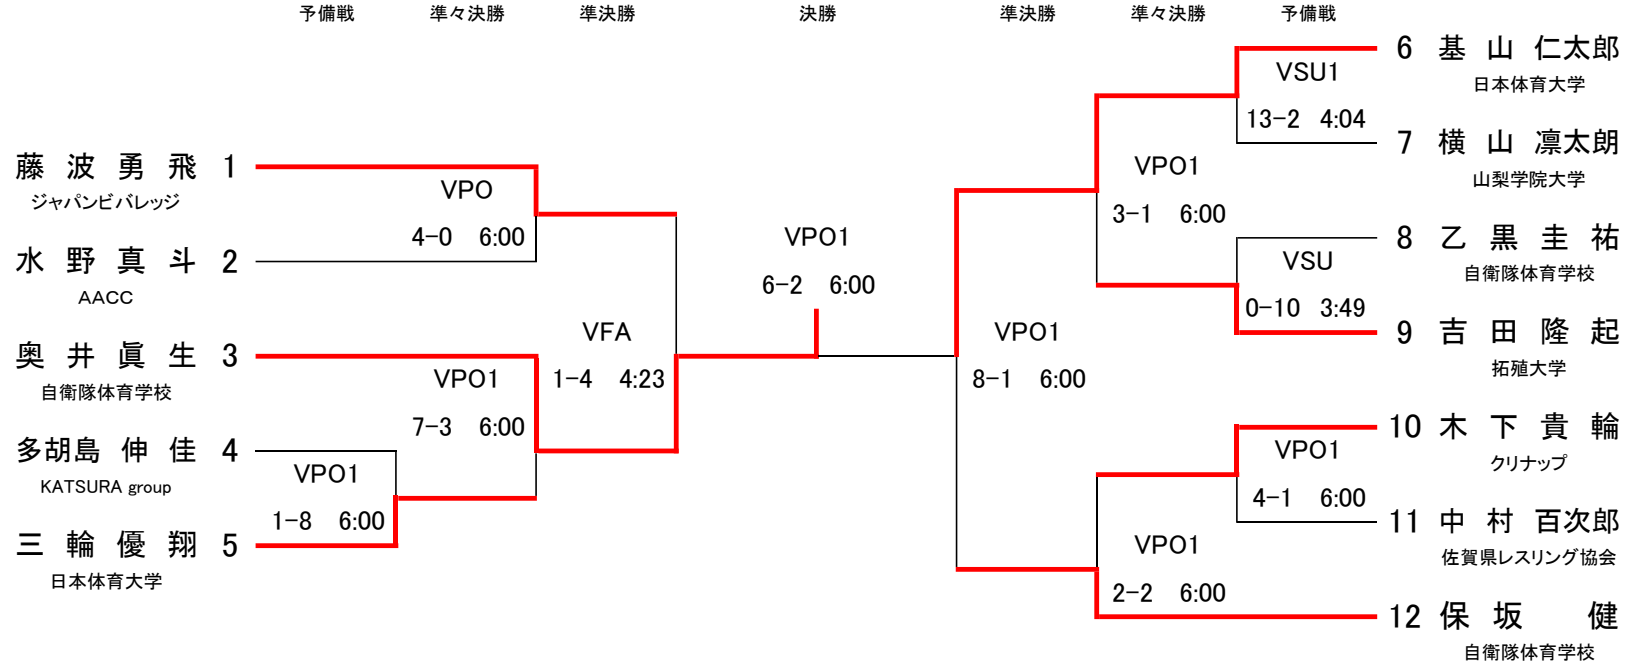 予備戦 準々決勝 準決勝 決勝 準決勝 準々決勝 予備戦
藤波勇飛 1
ジャパンビバレッジ
VPO
4-0 6:00
水野真斗 2
AACC
奥井眞生 3
自衛隊体育学校
VPO1
7-3 6:00
多胡島伸佳 4
KATSURA group
VPO1
1-8 6:00
三輪優翔 5
日本体育大学
VFA
1-4 4:23
VPO1
6-2 6:00
VPO1
8-1 6:00
6 基山仁太郎
日本体育大学
VSU1
13-2 4:04
7 横山凛太朗
山梨学院大学
VPO1
3-1 6:00
8 乙黒圭祐
自衛隊体育学校
VSU
0-10 3:49
9 吉田隆起
拓殖大学
10 木下貴輪
クリナップ
VPO1
4-1 6:00
11 中村百次郎
佐賀県レスリング協会
VPO1
2-2 6:00
12 保坂健
自衛隊体育学校